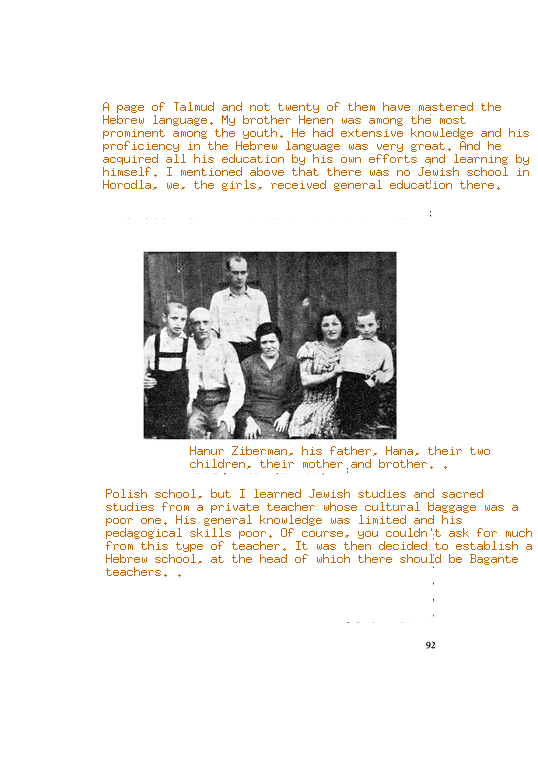 A page of Talmud and not twenty of them have mastered the
Hebrew language. My brother Henen was among the most
prominent among the youth. He had extensive knowledge and his
proficiency in the Hebrew language was very great. And he
acquired all his education by his own efforts and learning by
himself. I mentioned above that there was no Jewish school in
Horodla, we, the girls, received general education there.
Hanur Ziberman, his father, Hana, their two
children, their mother and brother. .
Polish school, but I learned Jewish studies and sacred
studies from a private teacher whose cultural baggage was a
poor one. His general knowledge was limited and his
pedagogical skills poor. Of course, you couldn't ask for much
from this type of teacher. It was then decided to establish a
Hebrew school, at the head of which there should be Bagante
teachers. .
92